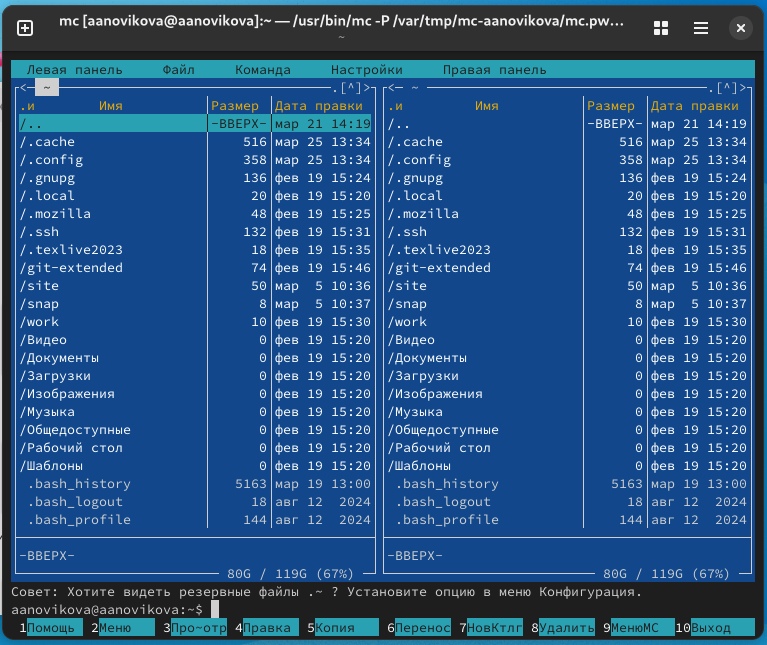 mc [aanovikova@aanovikova]:~ — /usr/bin/mc -P /var/tmp/mc-aanovikova/mc.pw…
~
Левая панель Файл Команда Настройки Правая панель
<─ ~ .[^]> <─ ~ .[^]>
.и Имя Размер Дата правки .и Имя Размер Дата правки
/.. -ВВЕРХ- мар 21 14:19 /.. -ВВЕРХ- мар 21 14:19
/.cache 516 мар 25 13:34 /.cache 516 мар 25 13:34
/.config 358 мар 25 13:34 /.config 358 мар 25 13:34
/.gnupg 136 фев 19 15:24 /.gnupg 136 фев 19 15:24
/.local 20 фев 19 15:20 /.local 20 фев 19 15:20
/.mozilla 48 фев 19 15:25 /.mozilla 48 фев 19 15:25
/.ssh 132 фев 19 15:31 /.ssh 132 фев 19 15:31
/.texlive2023 18 фев 19 15:35 /.texlive2023 18 фев 19 15:35
/git-extended 74 фев 19 15:46 /git-extended 74 фев 19 15:46
/site 50 мар 5 10:36 /site 50 мар 5 10:36
/snap 8 мар 5 10:37 /snap 8 мар 5 10:37
/work 10 фев 19 15:30 /work 10 фев 19 15:30
/Видео 0 фев 19 15:20 /Видео 0 фев 19 15:20
/Документы 0 фев 19 15:20 /Документы 0 фев 19 15:20
/Загрузки 0 фев 19 15:20 /Загрузки 0 фев 19 15:20
/Изображения 0 фев 19 15:20 /Изображения 0 фев 19 15:20
/Музыка 0 фев 19 15:20 /Музыка 0 фев 19 15:20
/Общедоступные 0 фев 19 15:20 /Общедоступные 0 фев 19 15:20
/Рабочий стол 0 фев 19 15:20 /Рабочий стол 0 фев 19 15:20
/Шаблоны 0 фев 19 15:20 /Шаблоны 0 фев 19 15:20
.bash_history 5163 мар 19 13:00 .bash_history 5163 мар 19 13:00
.bash_logout 18 авг 12 2024 .bash_logout 18 авг 12 2024
.bash_profile 144 авг 12 2024 .bash_profile 144 авг 12 2024
-ВВЕРХ- -ВВЕРХ-
80G / 119G (67%) 80G / 119G (67%)
Совет: Хотите видеть резервные файлы .~ ? Установите опцию в меню Конфигурация.
aanovikova@aanovikova:~$
1Помощь 2Меню 3Про~отр 4Правка 5Копия 6Перенос 7НовКтлг 8Удалить 9МенюMC 10Выход